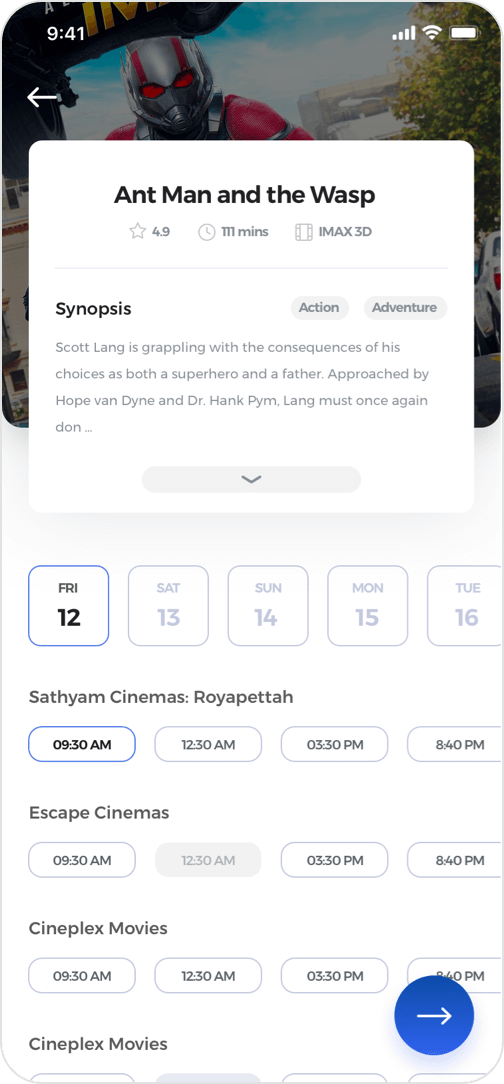 9:41
Ant Man and the Wasp
4.9 111 mins IMAX 3D
Synopsis Action Adventure
Scott Lang is grappling with the consequences of his
choices as both a superhero and a father. Approached by
Hope van Dyne and Dr. Hank Pym, Lang must once again
don ...
FRI SAT SUN MON TUE
12 13 14 15 16
Sathyam Cinemas: Royapettah
09:30 AM 12:30 AM 03:30 PM 8:40 PM
Escape Cinemas
09:30 AM 12:30 AM 03:30 PM 8:40 PM
Cineplex Movies
09:30 AM 12:30 AM 03:30 PM 8:40 PM
Cineplex Movies